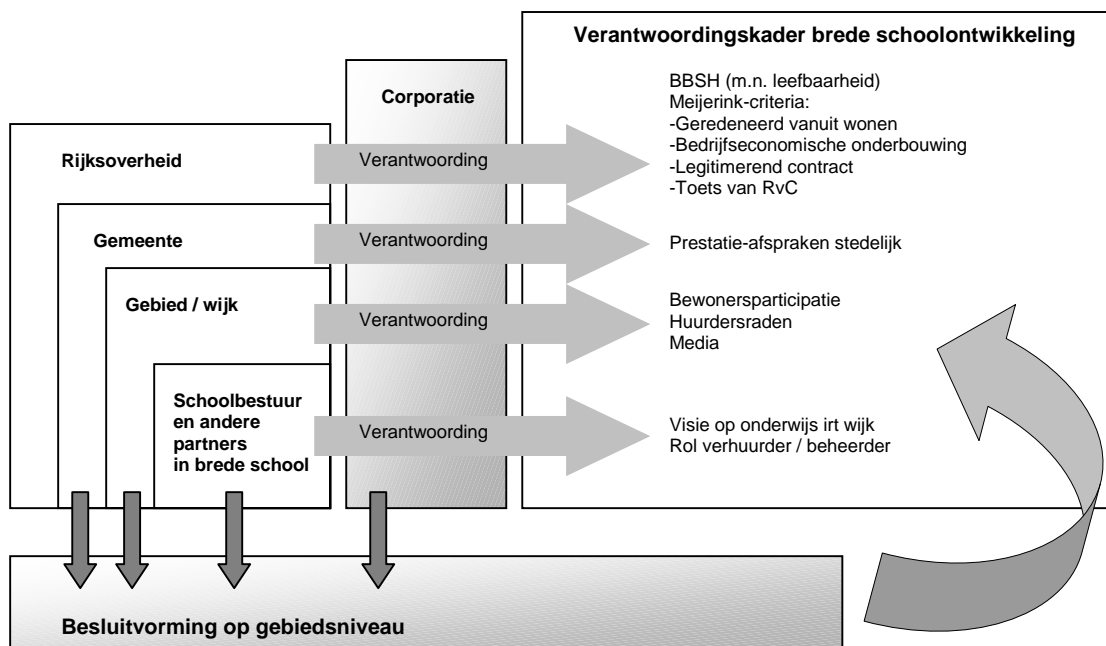 Verantwoordingskader brede schoolontwikkeling
Corporatie
BBSH (m.n. leefbaarheid)
Meijerink-criteria:
-Geredeneerd vanuit wonen
-Bedrijfseconomische onderbouwing
-Legitimerend contract
-Toets van RvC
Rijksoverheid
Verantwoording
Gemeente
Verantwoording
Prestatie-afspraken stedelijk
Gebied / wijk
Verantwoording
Bewonersparticipatie
Huurdersraden
Media
Schoolbestuur
en andere
partners
in brede school
Verantwoording
Visie op onderwijs irt wijk
Rol verhuurder / beheerder
Besluitvorming op gebiedsniveau